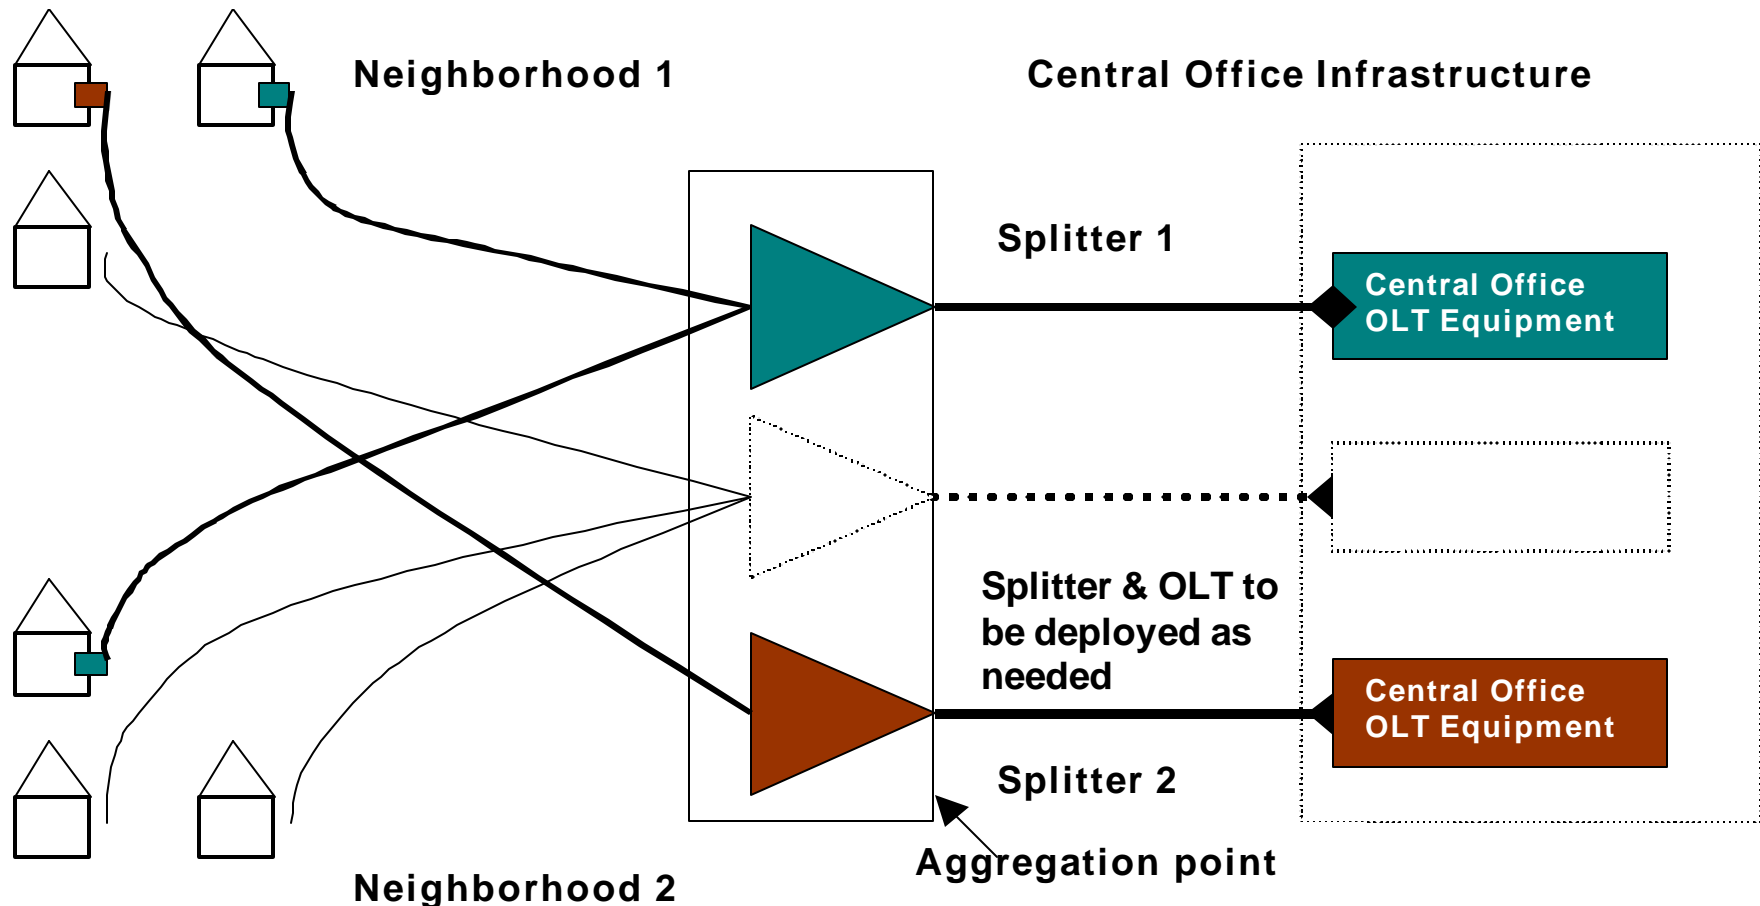 Neighborhood 1
Central Office Infrastructure
Splitter 1
Central Office
OLT Equipment
Splitter & OLT to
be deployed as
needed
Central Office
OLT Equipment
Splitter 2
Aggregation point
Neighborhood 2